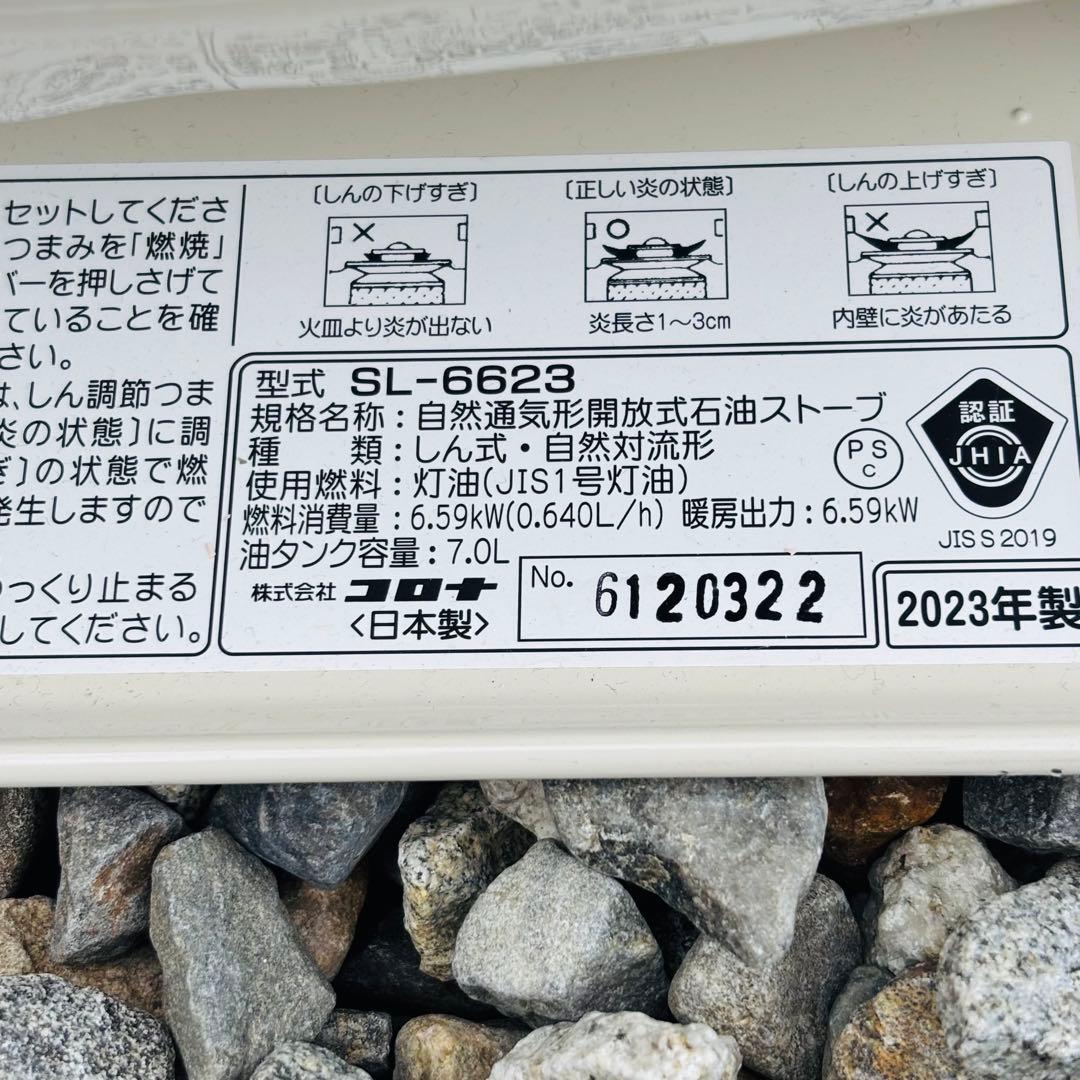 セットしてくださ
つまみを「燃焼」
バーを押しさげて
ていることを確
さい。
は、しん調節つま
炎の状態〕に調
ぎ〕の状態で燃
発生しますので
ゆっくり止まる
してください。
〔しんの下げすぎ〕
火皿より炎が出ない
〔正しい炎の状態〕
炎長さ1〜3cm
〔しんの上げすぎ〕
内壁に炎があたる
型式 SL-6623
規格名称：自然通気形開放式石油ストーブ
種類：しん式・自然対流形
使用燃料：灯油(JIS1号灯油)
燃料消費量：6.59kW(0.640L/h) 暖房出力：6.59kW
油タンク容量：7.0L
株式会社 コロナ
<日本製>
No. 6120322
PS
C
認証
JHIA
JIS S 2019
2023年製